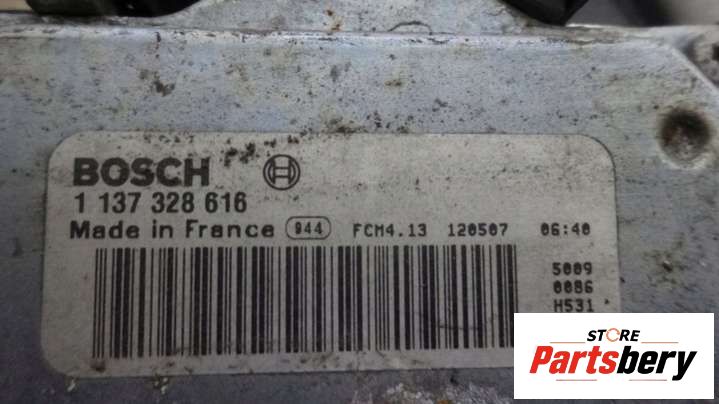 BOSCH
1 137 328 616
Made in France 944 FCM4.13 120507 06:40
5009
0086
H531
STORE
Partsbery